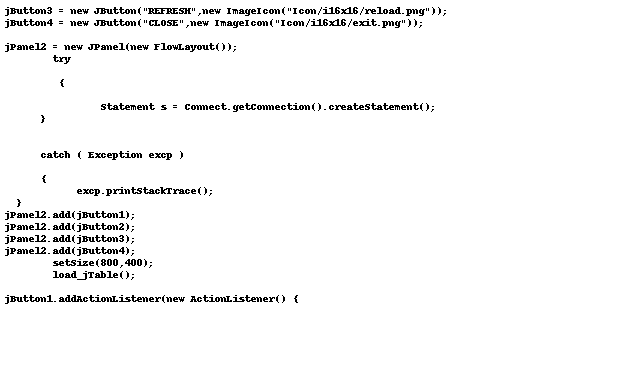 jButton3 = new JButton("REFRESH",new ImageIcon("Icon/i16x16/reload.png"));
jButton4 = new JButton("CLOSE",new ImageIcon("Icon/i16x16/exit.png"));
jPanel2 = new JPanel(new FlowLayout());
try
{
Statement s = Connect.getConnection().createStatement();
}
catch ( Exception excp )
{
excp.printStackTrace();
}
jPanel2.add(jButton1);
jPanel2.add(jButton2);
jPanel2.add(jButton3);
jPanel2.add(jButton4);
setSize(800,400);
load_jTable();
jButton1.addActionListener(new ActionListener() {